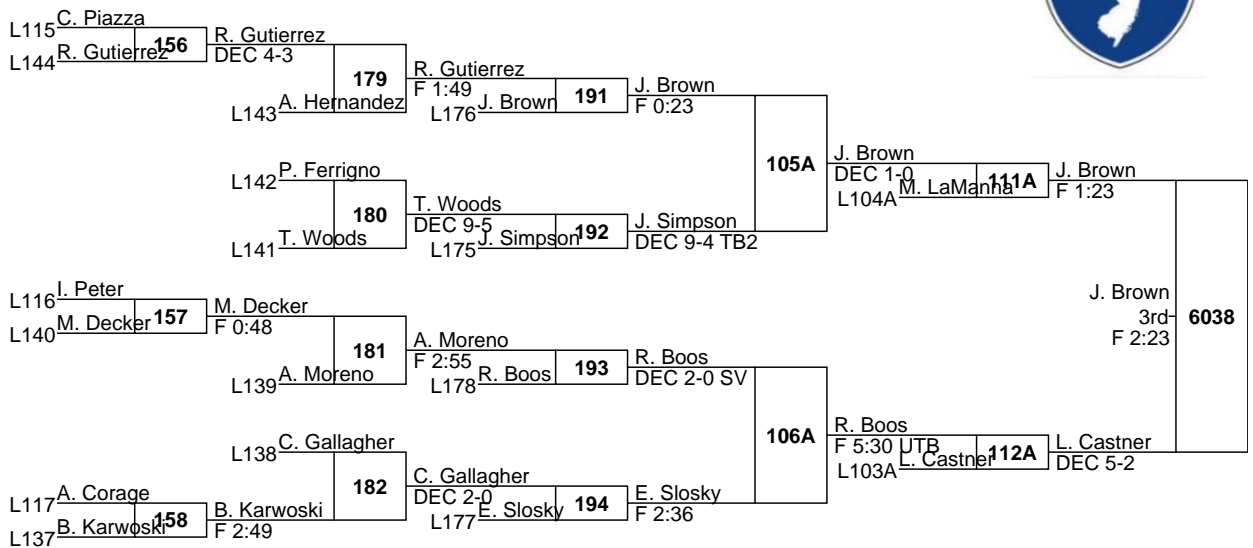 L115 C. Piazza
L144 R. Gutierrez
156
R. Gutierrez
DEC 4-3
L143 A. Hernandez
179
R. Gutierrez
F 1:49
L176 J. Brown
191
J. Brown
F 0:23
L142 P. Ferrigno
L141 T. Woods
180
T. Woods
DEC 9-5
L175 J. Simpson
192
J. Simpson
DEC 9-4 TB2
105A
J. Brown
DEC 1-0
L104A M. LaManna
111A
J. Brown
F 1:23
L116 I. Peter
L140 M. Decker
157
M. Decker
F 0:48
L139 A. Moreno
181
A. Moreno
F 2:55
L178 R. Boos
193
R. Boos
DEC 2-0 SV
L138 C. Gallagher
L117 A. Corage
L137 B. Karwoski
158
B. Karwoski
F 2:49
182
C. Gallagher
DEC 2-0
L177 E. Slosky
194
E. Slosky
F 2:36
106A
R. Boos
F 5:30 UTB
L103A L. Castner
112A
L. Castner
DEC 5-2
J. Brown
3rd
F 2:23
6038